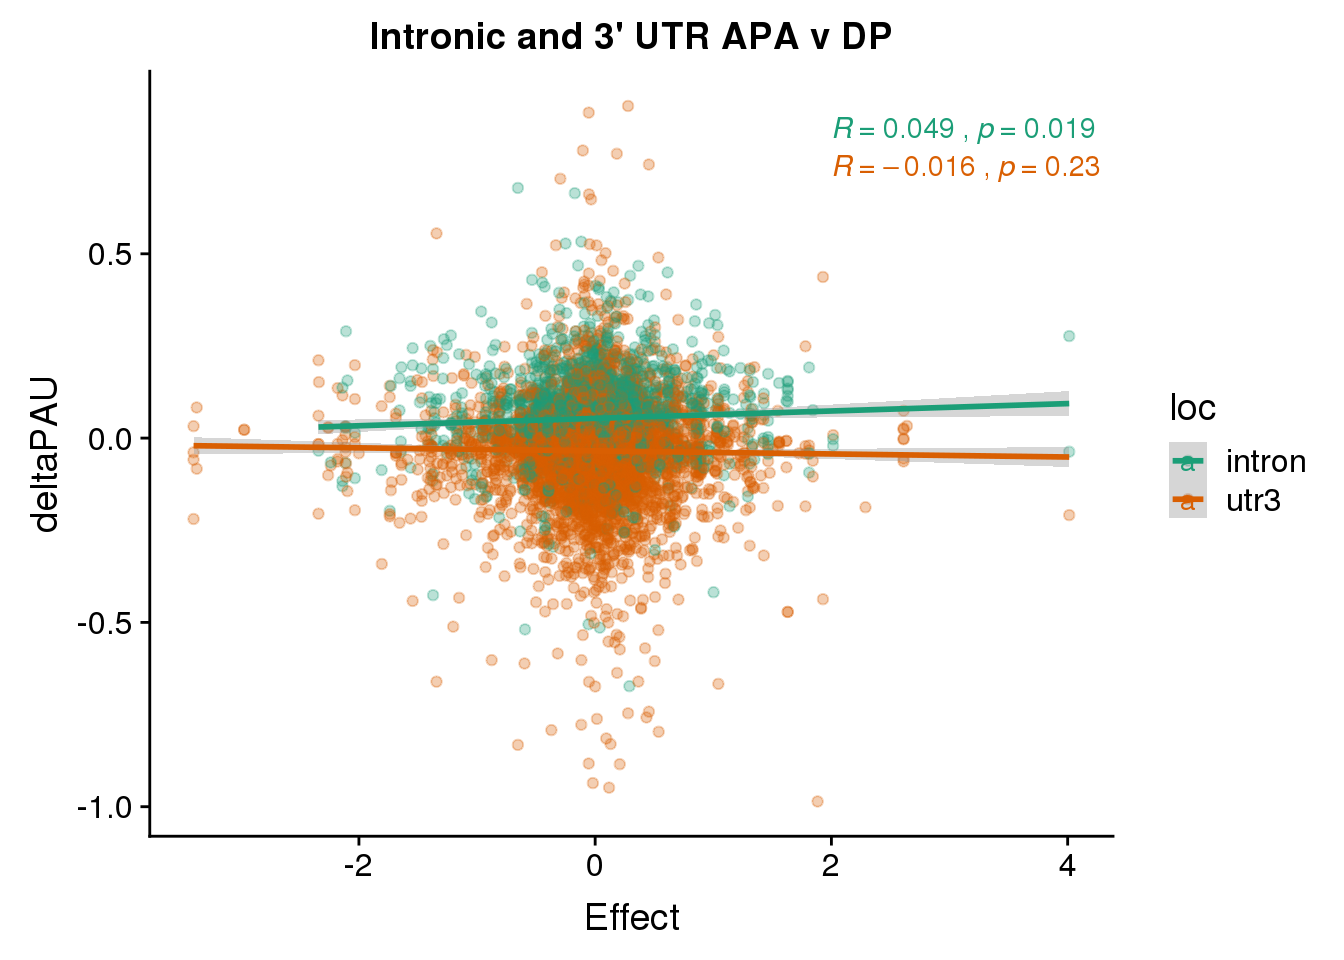 Intronic and 3' UTR APA v DP
R = 0.049 , p = 0.019
R = −0.016 , p = 0.23
deltaPAU
0.5
0.0
-0.5
-1.0
-2
0
2
4
Effect
loc
a intron
a utr3